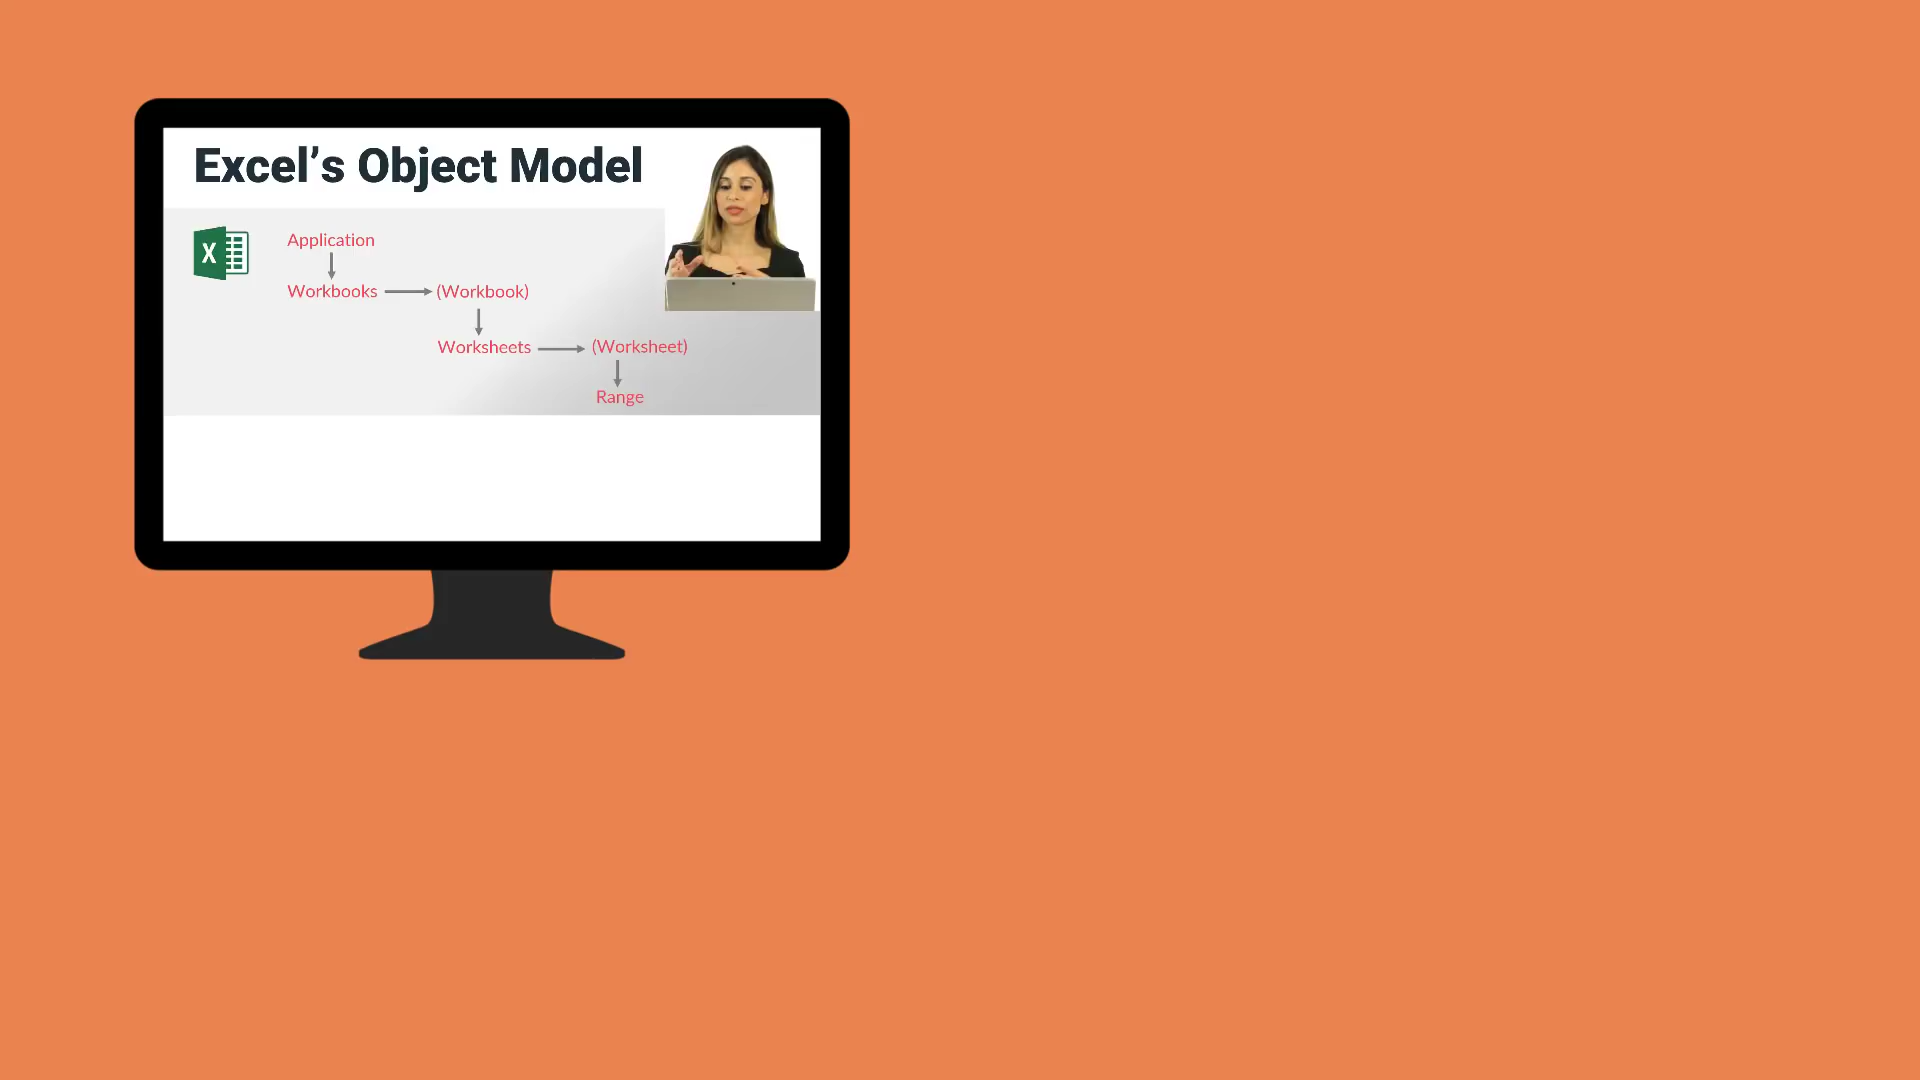 Excel’s Object Model
X
Application
Workbooks
(Workbook)
Worksheets
(Worksheet)
Range